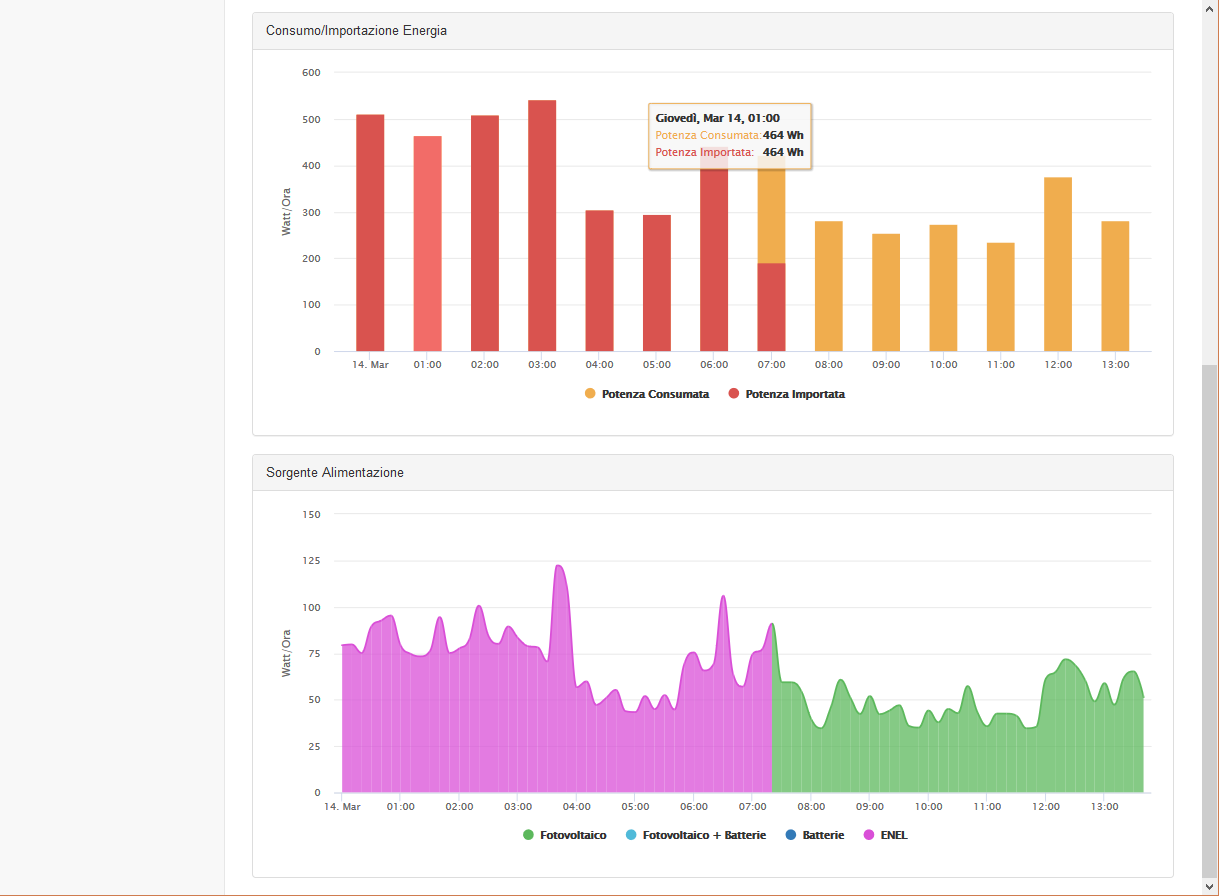 Consumo/Importazione Energia
600
500
400
300
200
100
0
Watt/Ora
Giovedì, Mar 14, 01:00
Potenza Consumata: 464 Wh
Potenza Importata: 464 Wh
14. Mar 01:00 02:00 03:00 04:00 05:00 06:00 07:00 08:00 09:00 10:00 11:00 12:00 13:00
Potenza Consumata Potenza Importata
Sorgente Alimentazione
150
125
100
75
50
25
0
Watt/Ora
14. Mar 01:00 02:00 03:00 04:00 05:00 06:00 07:00 08:00 09:00 10:00 11:00 12:00 13:00
Fotovoltaico Fotovoltaico + Batterie Batterie ENEL